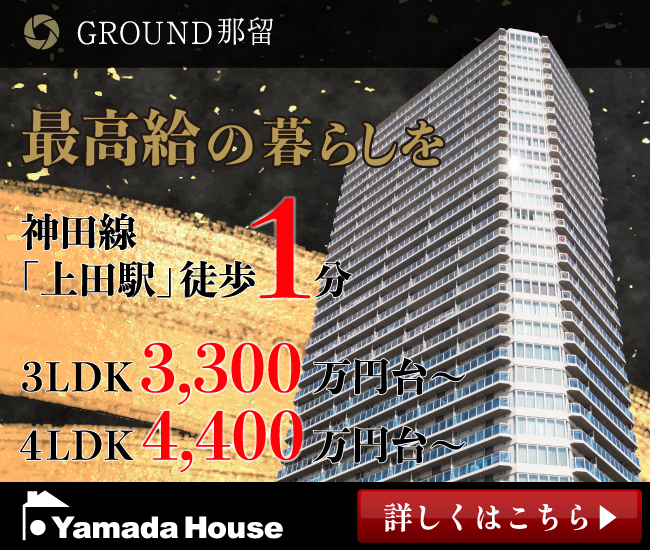 GROUND那留
最高給の暮らしを
神田線
「上田駅」徒歩1分
3LDK 3,300万円台～
4LDK 4,400万円台～
Yamada House
詳しくはこちら▶